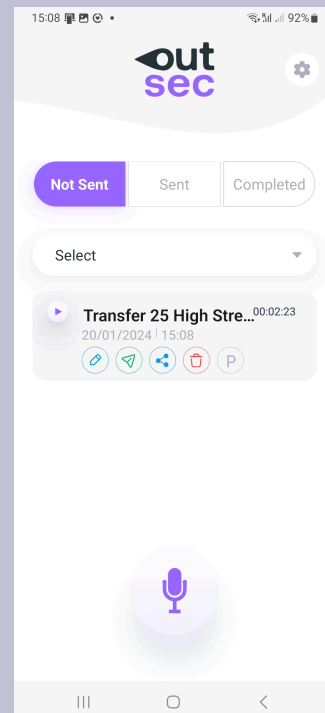 15:08 92%
out
sec
Not Sent Sent Completed
Select
Transfer 25 High Stre... 00:02:23
20/01/2024 | 15:08
P